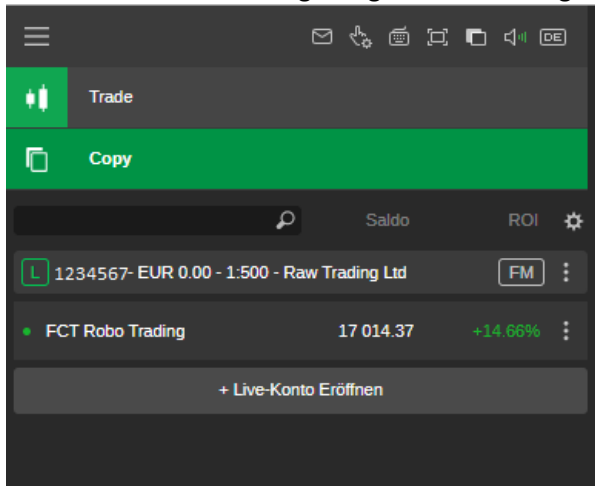 DE
Trade
Copy
Saldo ROI
L 1234567- EUR 0.00 - 1:500 - Raw Trading Ltd FM
FCT Robo Trading 17 014.37 +14.66%
+ Live-Konto Eröffnen